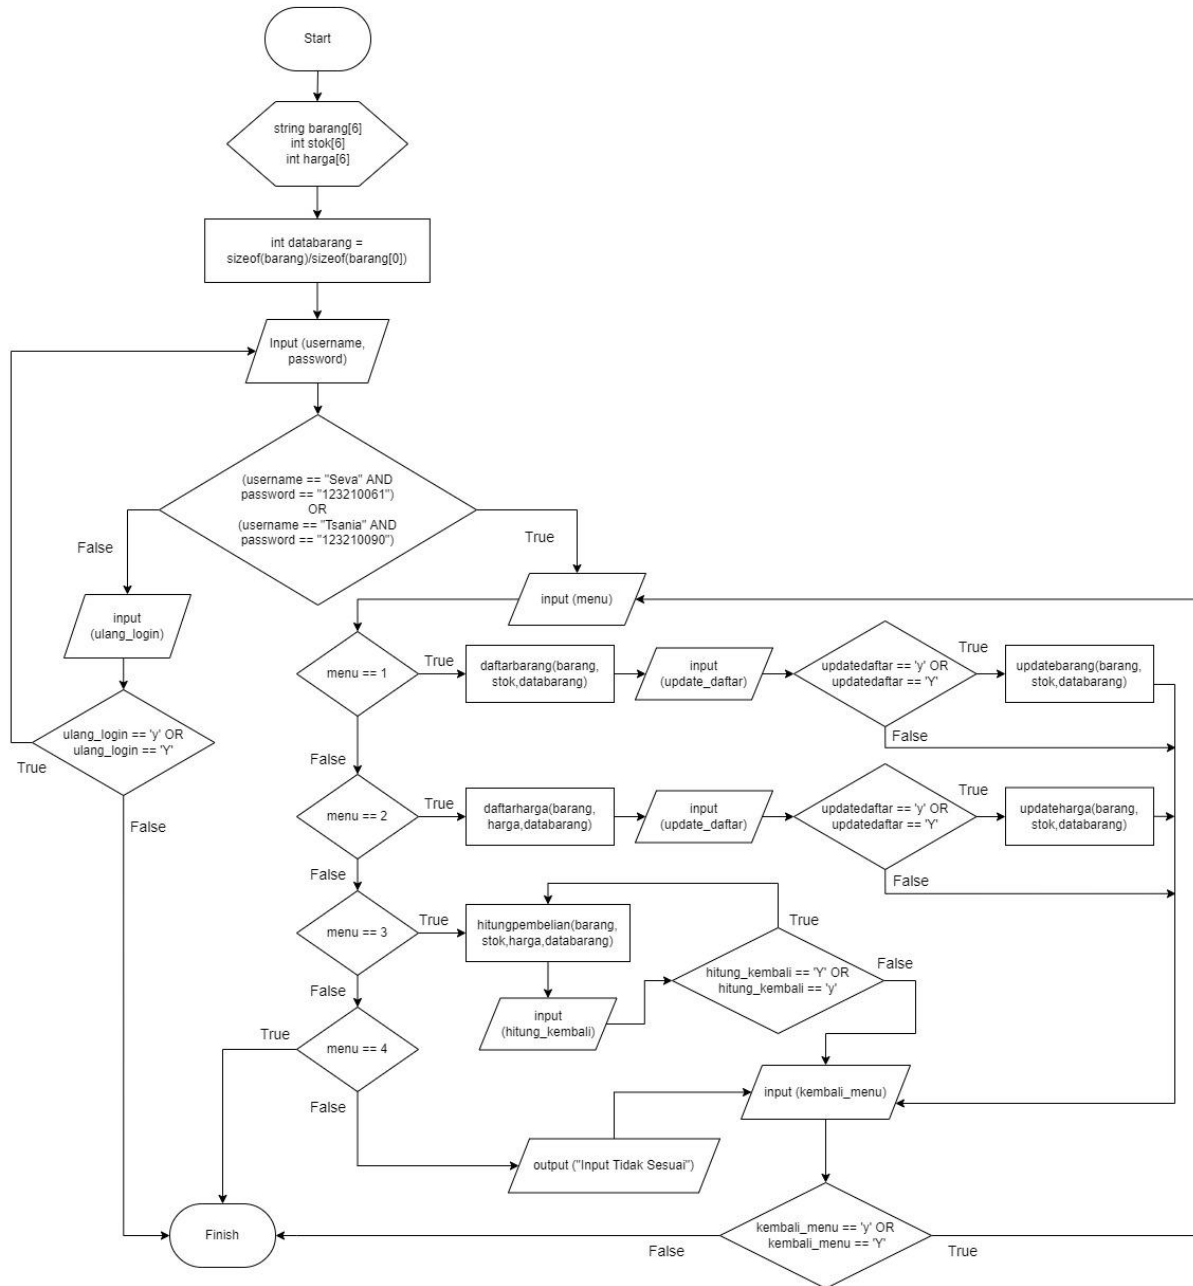 Start
string barang[6]
int stok[6]
int harga[6]
int databarang =
sizeof(barang)/sizeof(barang[0])
Input (username,
password)
(username == "Seva" AND
password == "123210061")
OR
(username == "Tsania" AND
password == "123210090")
False
True
input
(ulang_login)
input (menu)
ulang_login == 'y' OR
ulang_login == 'Y'
True
False
menu == 1
True
daftarbarang(barang,
stok,databarang)
input
(update_daftar)
updatedaftar == 'y' OR
updatedaftar == 'Y'
True
updatebarang(barang,
stok,databarang)
False
False
menu == 2
True
daftarharga(barang,
harga,databarang)
input
(update_daftar)
updatedaftar == 'y' OR
updatedaftar == 'Y'
True
updateharga(barang,
stok,databarang)
False
False
menu == 3
True
hitungpembelian(barang,
stok,harga,databarang)
input
(hitung_kembali)
hitung_kembali == 'Y' OR
hitung_kembali == 'y'
True
False
False
menu == 4
True
False
output ("Input Tidak Sesuai")
input (kembali_menu)
kembali_menu == 'y' OR
kembali_menu == 'Y'
False
True
Finish